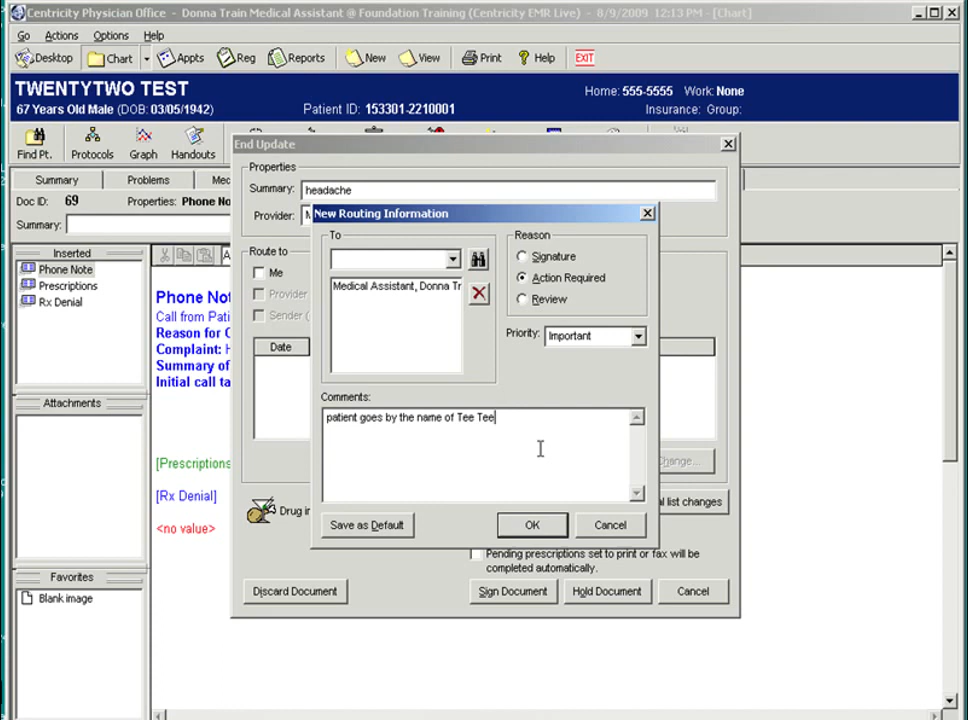 Centricity Physician Office - Donna Train Medical Assistant @ Foundation Training (Centricity EMR Live) - 8/9/2009 12:13 PM - [Chart]
Go Actions Options Help
Desktop Chart Appts Reg Reports New View Print Help EXIT
TWENTYTWO TEST
67 Years Old Male (DOB: 03/05/1942)
Patient ID: 153301-2210001
Home: 555-5555 Work: None
Insurance: Group:
Find Pt. Protocols Graph Handouts
Summary Problems
Doc ID: 69 Properties: Phone No
Summary:
Inserted
Phone Note
Prescriptions
Rx Denial
Attachments
Favorites
Blank image
Phone Not
Call from Pati
Reason for C
Complaint: H
Summary of
Initial call ta
[Prescriptions
[Rx Denial]
<no value>
End Update
Properties
Summary: headache
Provider:
Route to
Me
Provider
Sender (
Date
Change...
Drug in
al list changes
Pending prescriptions set to print or fax will be
completed automatically.
Discard Document Sign Document Hold Document Cancel
New Routing Information
To
Medical Assistant, Donna Tr
Reason
Signature
Action Required
Review
Priority: Important
Comments:
patient goes by the name of Tee Tee
Save as Default OK Cancel